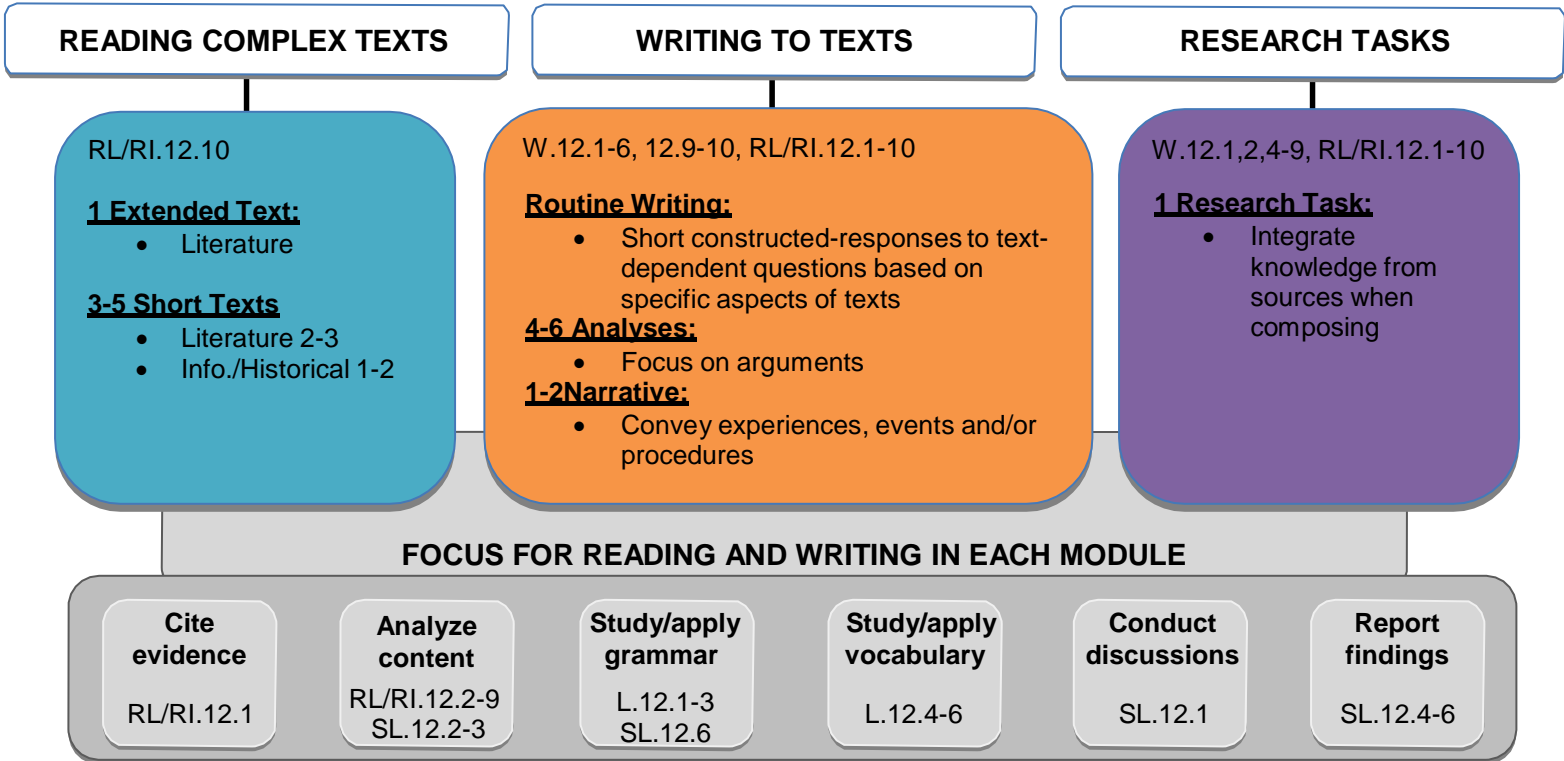 READING COMPLEX TEXTS
RL/RI.12.10
1 Extended Text:
• Literature
3-5 Short Texts
• Literature 2-3
• Info./Historical 1-2
WRITING TO TEXTS
W.12.1-6, 12.9-10, RL/RI.12.1-10
Routine Writing:
• Short constructed-responses to text-
dependent questions based on
specific aspects of texts
4-6 Analyses:
• Focus on arguments
1-2Narrative:
• Convey experiences, events and/or
procedures
RESEARCH TASKS
W.12.1,2,4-9, RL/RI.12.1-10
1 Research Task:
• Integrate
knowledge from
sources when
composing
FOCUS FOR READING AND WRITING IN EACH MODULE
Cite
evidence
RL/RI.12.1
Analyze
content
RL/RI.12.2-9
SL.12.2-3
Study/apply
grammar
L.12.1-3
SL.12.6
Study/apply
vocabulary
L.12.4-6
Conduct
discussions
SL.12.1
Report
findings
SL.12.4-6